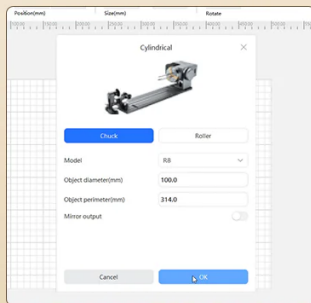 Position(mm) Size(mm) Rotate
Cylindrical
Chuck Roller
Model R8
Object diameter(mm) 100.0
Object perimeter(mm) 314.0
Mirror output
Cancel OK